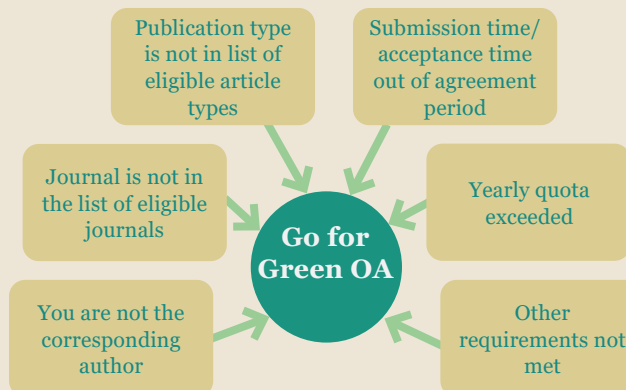 Publication type
is not in list of
eligible article
types
Submission time/
acceptance time
out of agreement
period
Journal is not in
the list of eligible
journals
Yearly quota
exceeded
Go for
Green OA
You are not the
corresponding
author
Other
requirements not
met